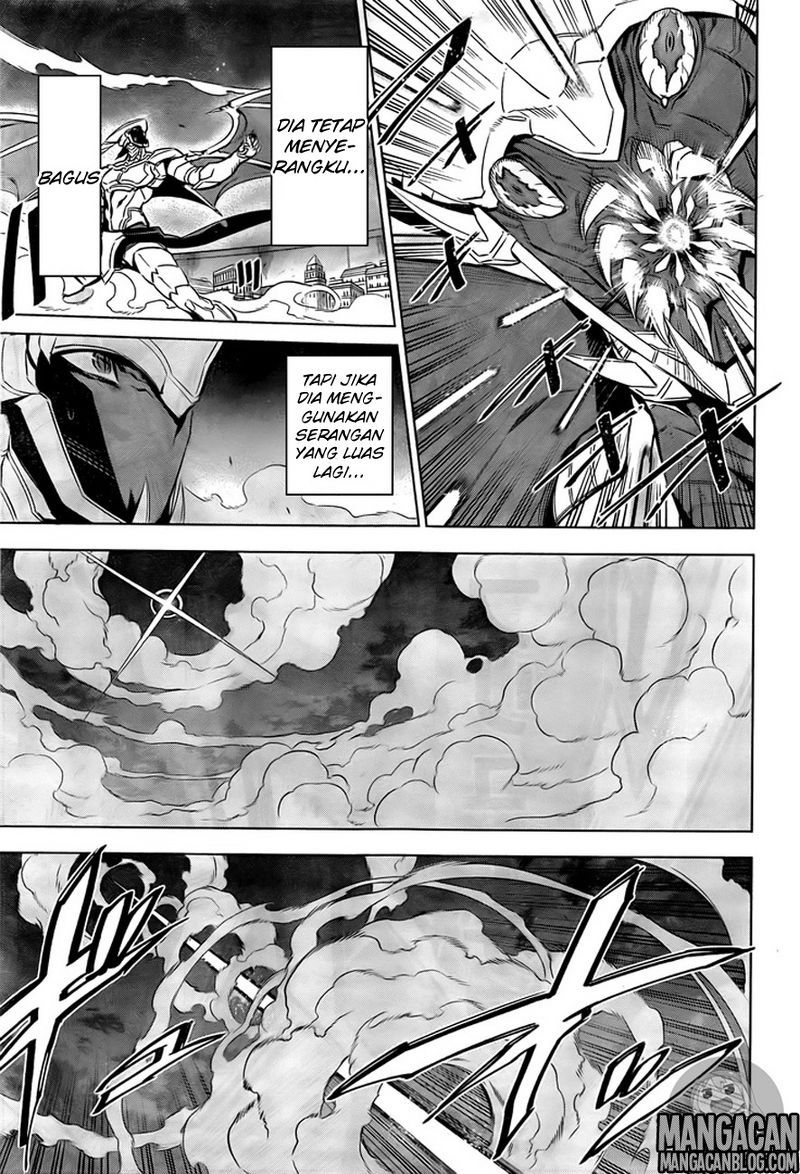 DIA TETAP
MENYE-
RANGKU...
BAGUS
TAPI JIKA
DIA MENG-
GUNAKAN
SERANGAN
YANG LUAS
LAGI...
MANGACAN
MANGACANBLOG.COM